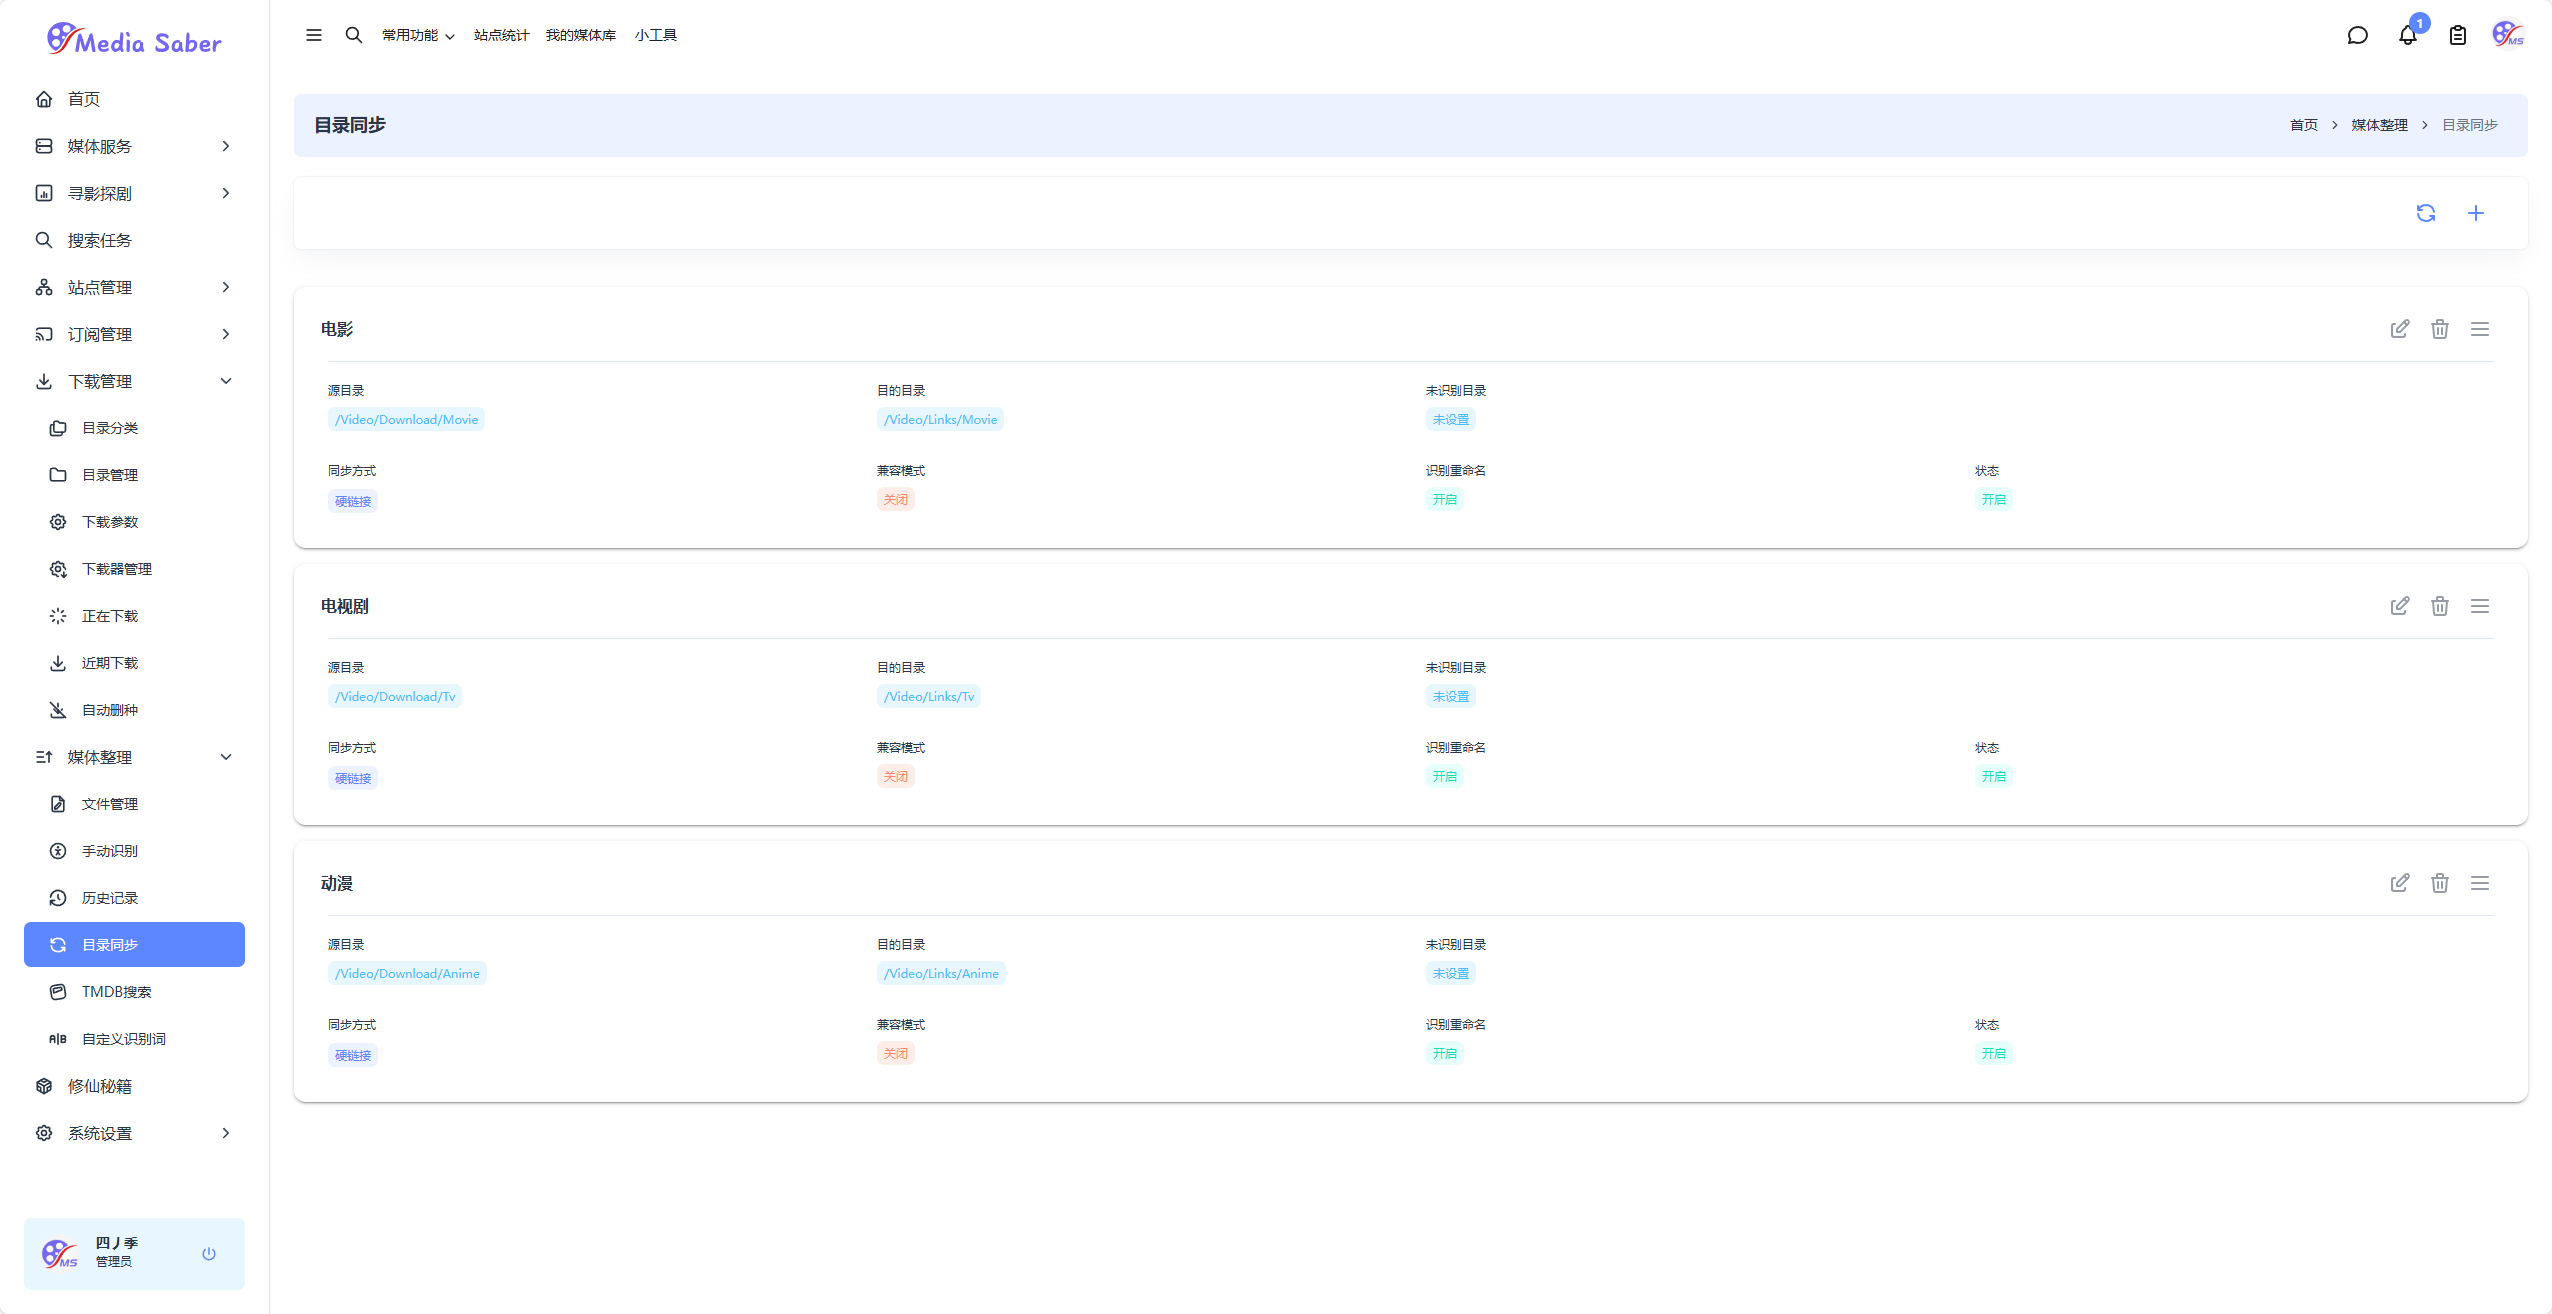 Media Saber
首页
媒体服务
寻影探剧
搜索任务
站点管理
订阅管理
下载管理
目录分类
目录管理
下载参数
下载器管理
正在下载
近期下载
自动删种
媒体整理
文件管理
手动识别
历史记录
目录同步
TMDB搜索
A|B 自定义识别词
修仙秘籍
系统设置
MS
四丿季
管理员
常用功能 站点统计 我的媒体库 小工具
1
MS
目录同步
首页 > 媒体整理 > 目录同步
电影
源目录 目的目录 未识别目录
/Video/Download/Movie /Video/Links/Movie 未设置
同步方式 兼容模式 识别重命名 状态
硬链接 关闭 开启 开启
电视剧
源目录 目的目录 未识别目录
/Video/Download/Tv /Video/Links/Tv 未设置
同步方式 兼容模式 识别重命名 状态
硬链接 关闭 开启 开启
动漫
源目录 目的目录 未识别目录
/Video/Download/Anime /Video/Links/Anime 未设置
同步方式 兼容模式 识别重命名 状态
硬链接 关闭 开启 开启